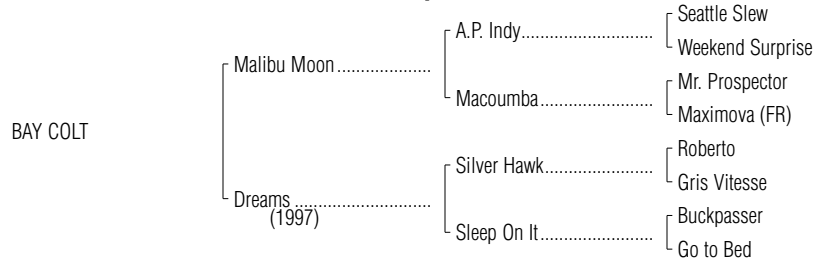 Seattle Slew
A.P. Indy......................
Weekend Surprise
Malibu Moon...................
Mr. Prospector
Macoumba...................
Maximova (FR)
BAY COLT
Roberto
Silver Hawk..................
Gris Vitesse
Dreams ...........................
(1997)
Buckpasser
Sleep On It...................
Go to Bed